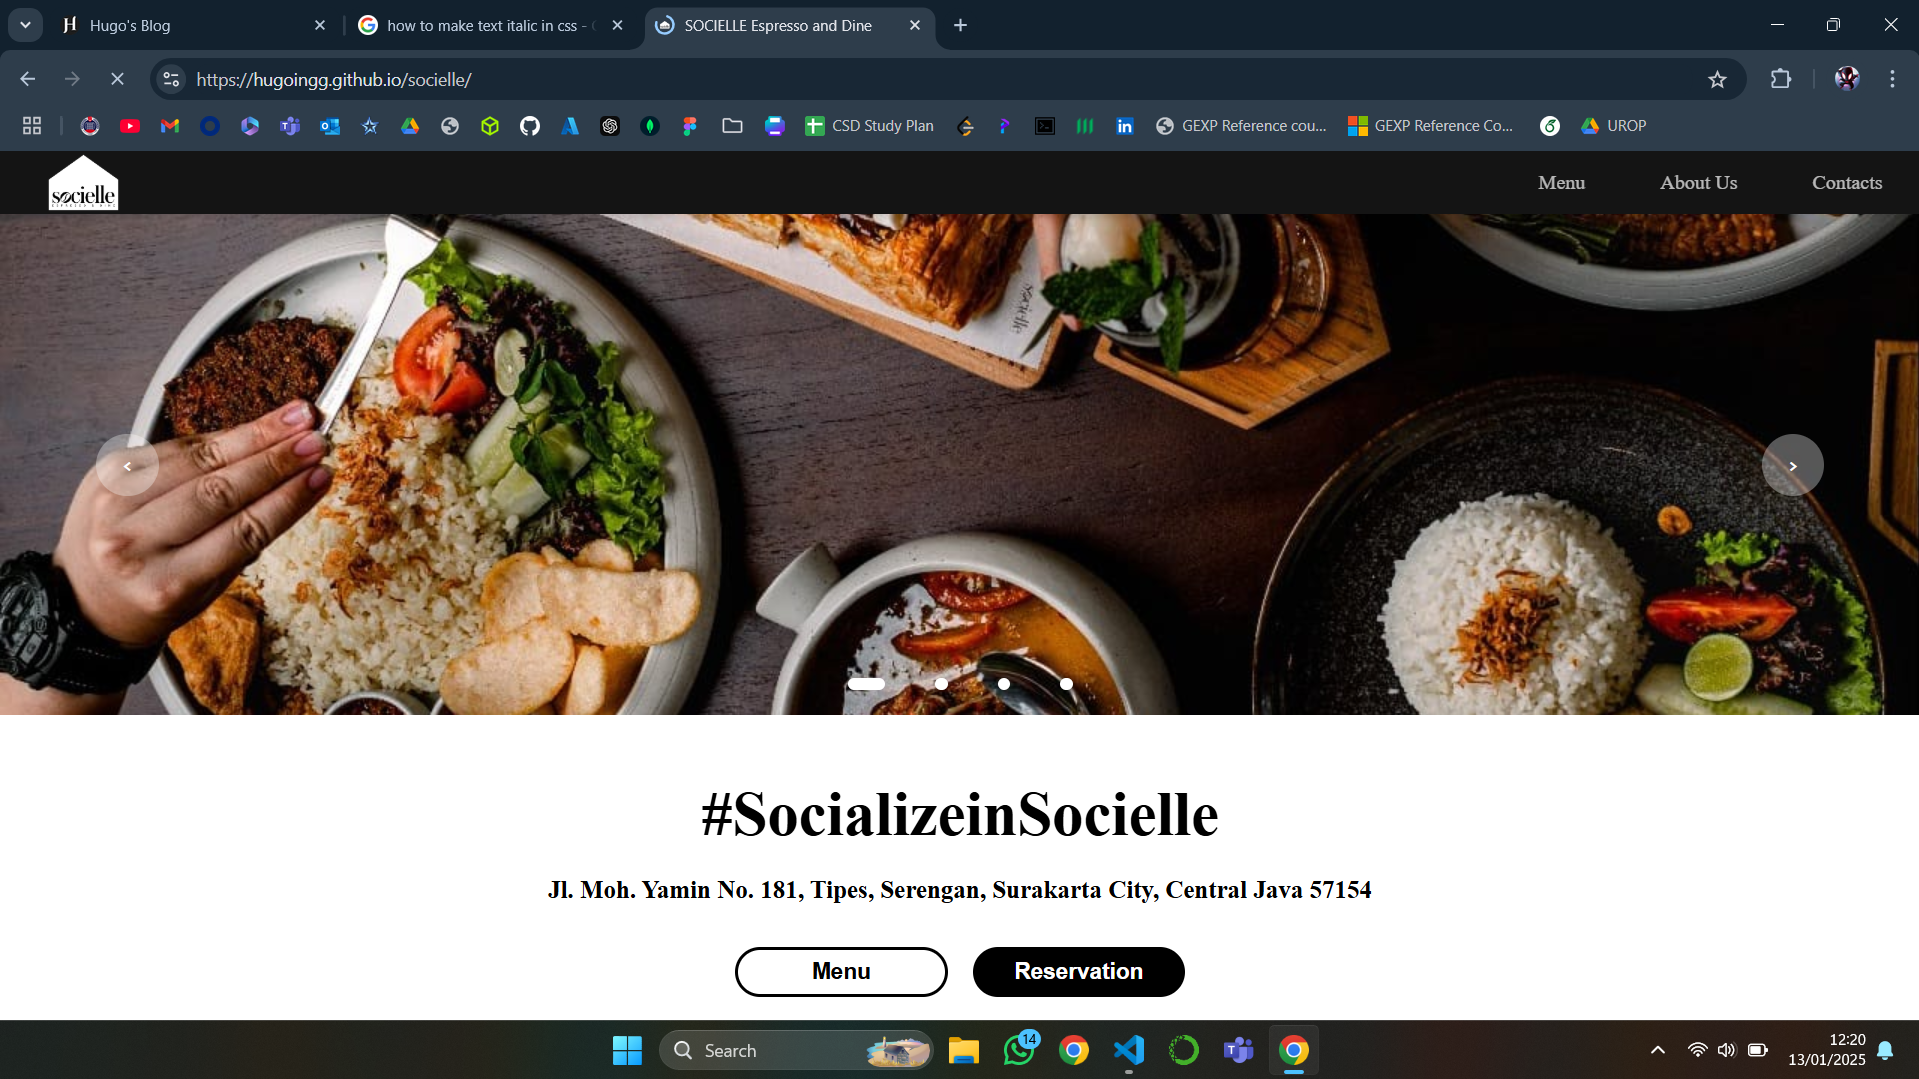 Hugo's Blog
how to make text italic in css -
SOCIELLE Espresso and Dine
https://hugoingg.github.io/socielle/
CSD Study Plan
GEXP Reference cou...
GEXP Reference Co...
UROP
socielle
Menu
About Us
Contacts
socielle
<
>
#SocializeinSocielle
Jl. Moh. Yamin No. 181, Tipes, Serengan, Surakarta City, Central Java 57154
Menu
Reservation
Search
14
12:20
13/01/2025